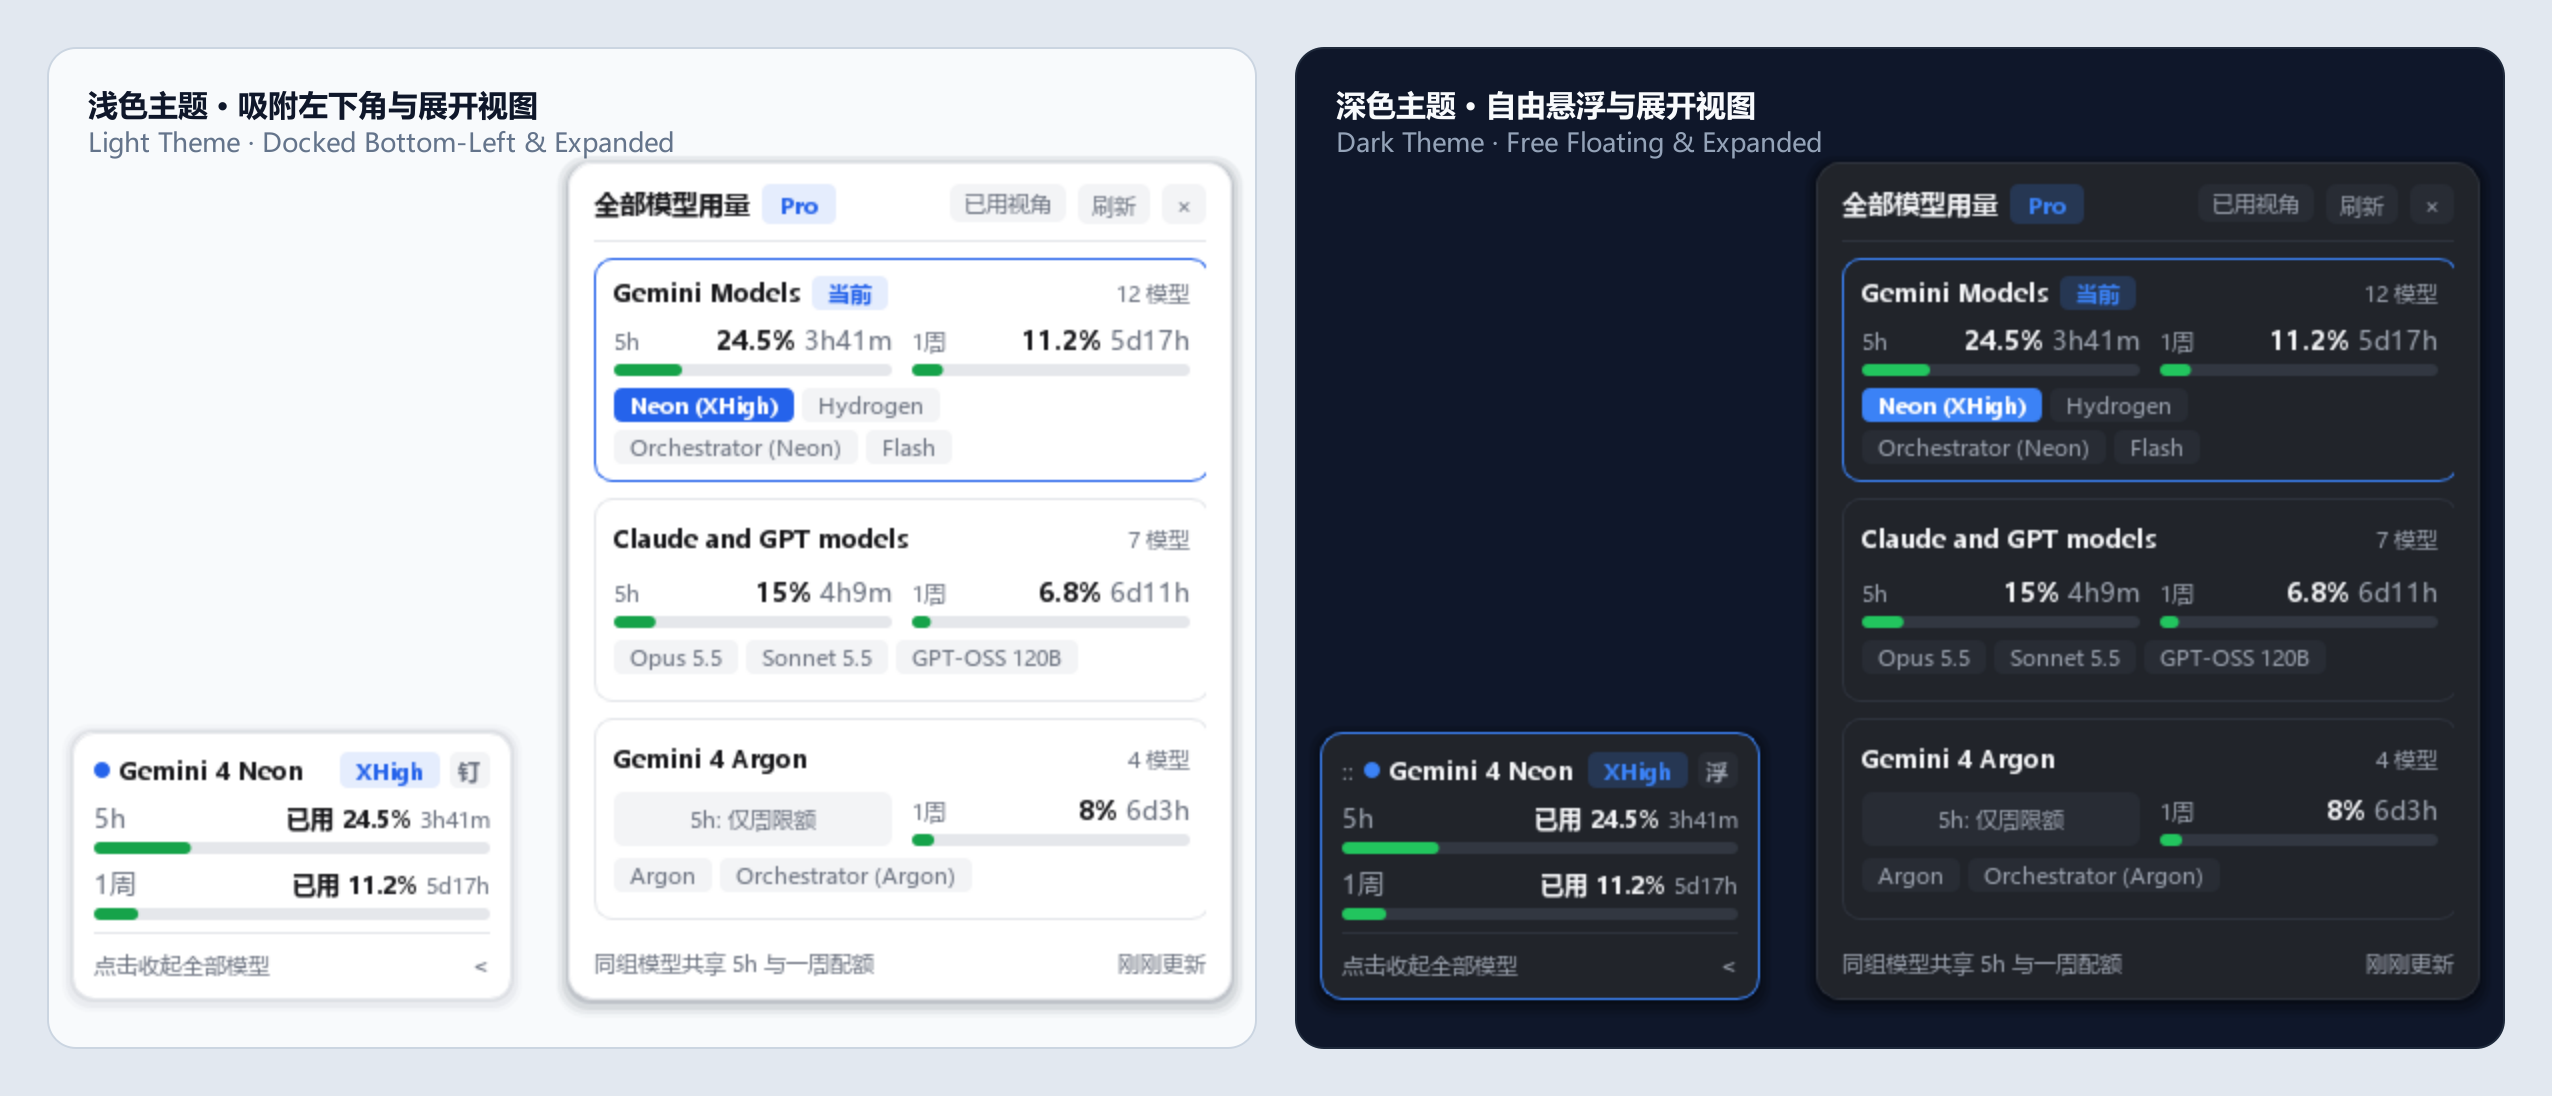 浅色主题 • 吸附左下角与展开视图
Light Theme · Docked Bottom-Left & Expanded
全部模型用量 Pro 已用视角 刷新 ×
Gemini Models 当前 12 模型
5h 24.5% 3h41m 1周 11.2% 5d17h
Neon (XHigh) Hydrogen
Orchestrator (Neon) Flash
Claude and GPT models 7 模型
5h 15% 4h9m 1周 6.8% 6d11h
Opus 5.5 Sonnet 5.5 GPT-OSS 120B
Gemini 4 Argon 4 模型
5h: 仅周限额 1周 8% 6d3h
Argon Orchestrator (Argon)
同组模型共享 5h 与一周配额 刚刚更新
Gemini 4 Neon XHigh 钉
5h 已用 24.5% 3h41m
1周 已用 11.2% 5d17h
点击收起全部模型 <
深色主题 • 自由悬浮与展开视图
Dark Theme · Free Floating & Expanded
全部模型用量 Pro 已用视角 刷新 ×
Gemini Models 当前 12 模型
5h 24.5% 3h41m 1周 11.2% 5d17h
Neon (XHigh) Hydrogen
Orchestrator (Neon) Flash
Claude and GPT models 7 模型
5h 15% 4h9m 1周 6.8% 6d11h
Opus 5.5 Sonnet 5.5 GPT-OSS 120B
Gemini 4 Argon 4 模型
5h: 仅周限额 1周 8% 6d3h
Argon Orchestrator (Argon)
同组模型共享 5h 与一周配额 刚刚更新
:: Gemini 4 Neon XHigh 浮
5h 已用 24.5% 3h41m
1周 已用 11.2% 5d17h
点击收起全部模型 <